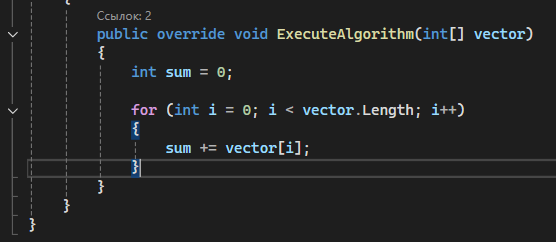 {
Ссылок: 2
public override void ExecuteAlgorithm(int[] vector)
{
int sum = 0;
for (int i = 0; i < vector.Length; i++)
{
sum += vector[i];
}
}
}
}